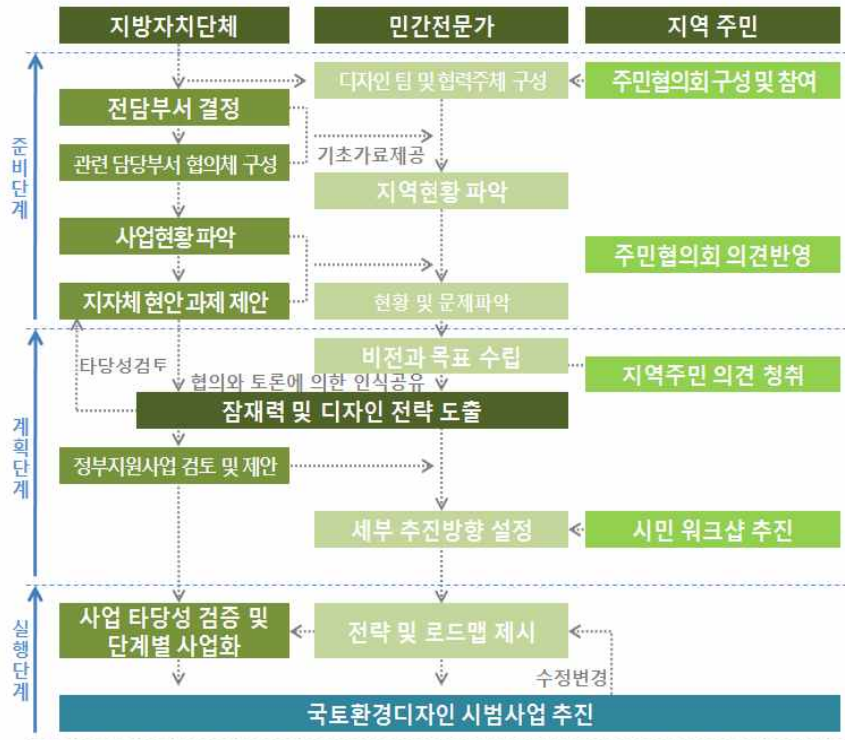 지방자치단체
민간전문가
지역 주민
준비단계
디자인 팀 및 협력주체 구성
주민협의회 구성 및 참여
전담부서 결정
기초가료제공
관련 담당부서 협의체 구성
지역현황 파악
사업현황 파악
주민협의회 의견반영
지자체 현안 과제 제안
현황 및 문제파악
계획단계
타당성검토
비전과 목표 수립
지역주민 의견 청취
협의와 토론에 의한 인식공유
잠재력 및 디자인 전략 도출
정부지원사업 검토 및 제안
세부 추진방향 설정
시민 워크샵 추진
실행단계
사업 타당성 검증 및
단계별 사업화
전략 및 로드맵 제시
수정변경
국토환경디자인 시범사업 추진